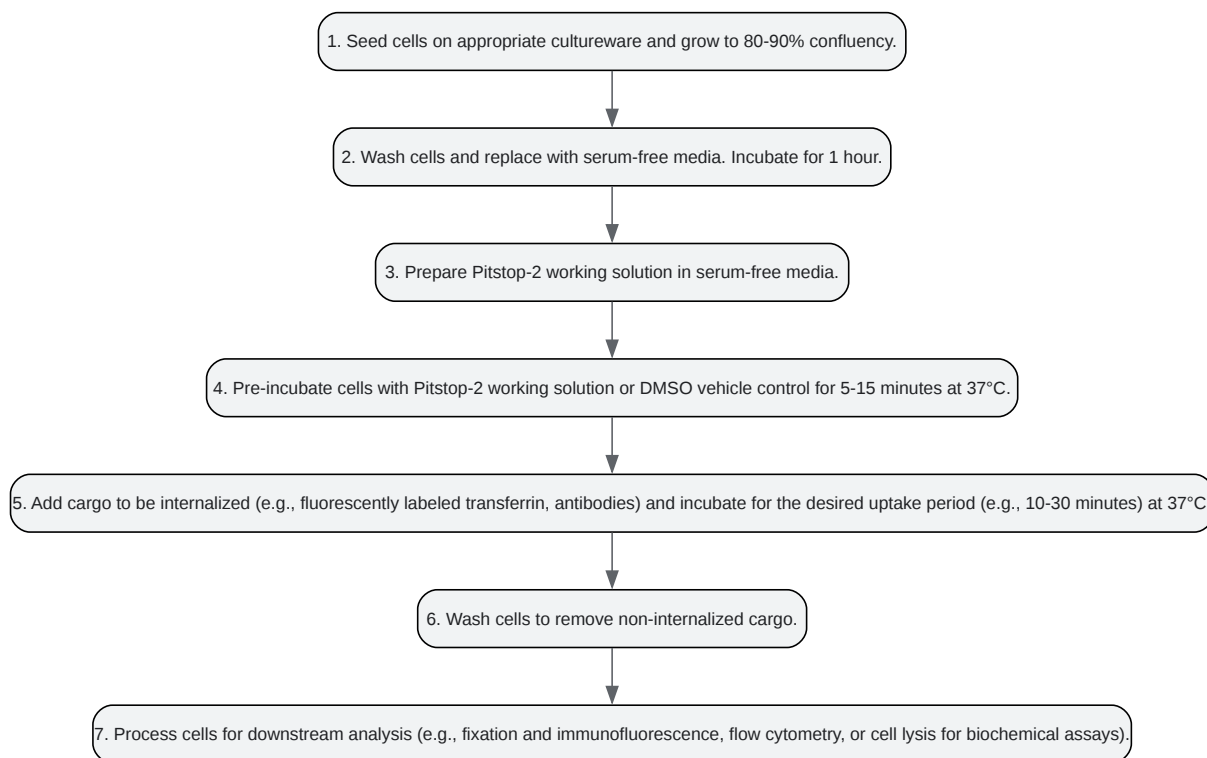 1. Seed cells on appropriate cultureware and grow to 80-90% confluency.
2. Wash cells and replace with serum-free media. Incubate for 1 hour.
3. Prepare Pitstop-2 working solution in serum-free media.
4. Pre-incubate cells with Pitstop-2 working solution or DMSO vehicle control for 5-15 minutes at 37°C.
5. Add cargo to be internalized (e.g., fluorescently labeled transferrin, antibodies) and incubate for the desired uptake period (e.g., 10-30 minutes) at 37°C
6. Wash cells to remove non-internalized cargo.
7. Process cells for downstream analysis (e.g., fixation and immunofluorescence, flow cytometry, or cell lysis for biochemical assays).